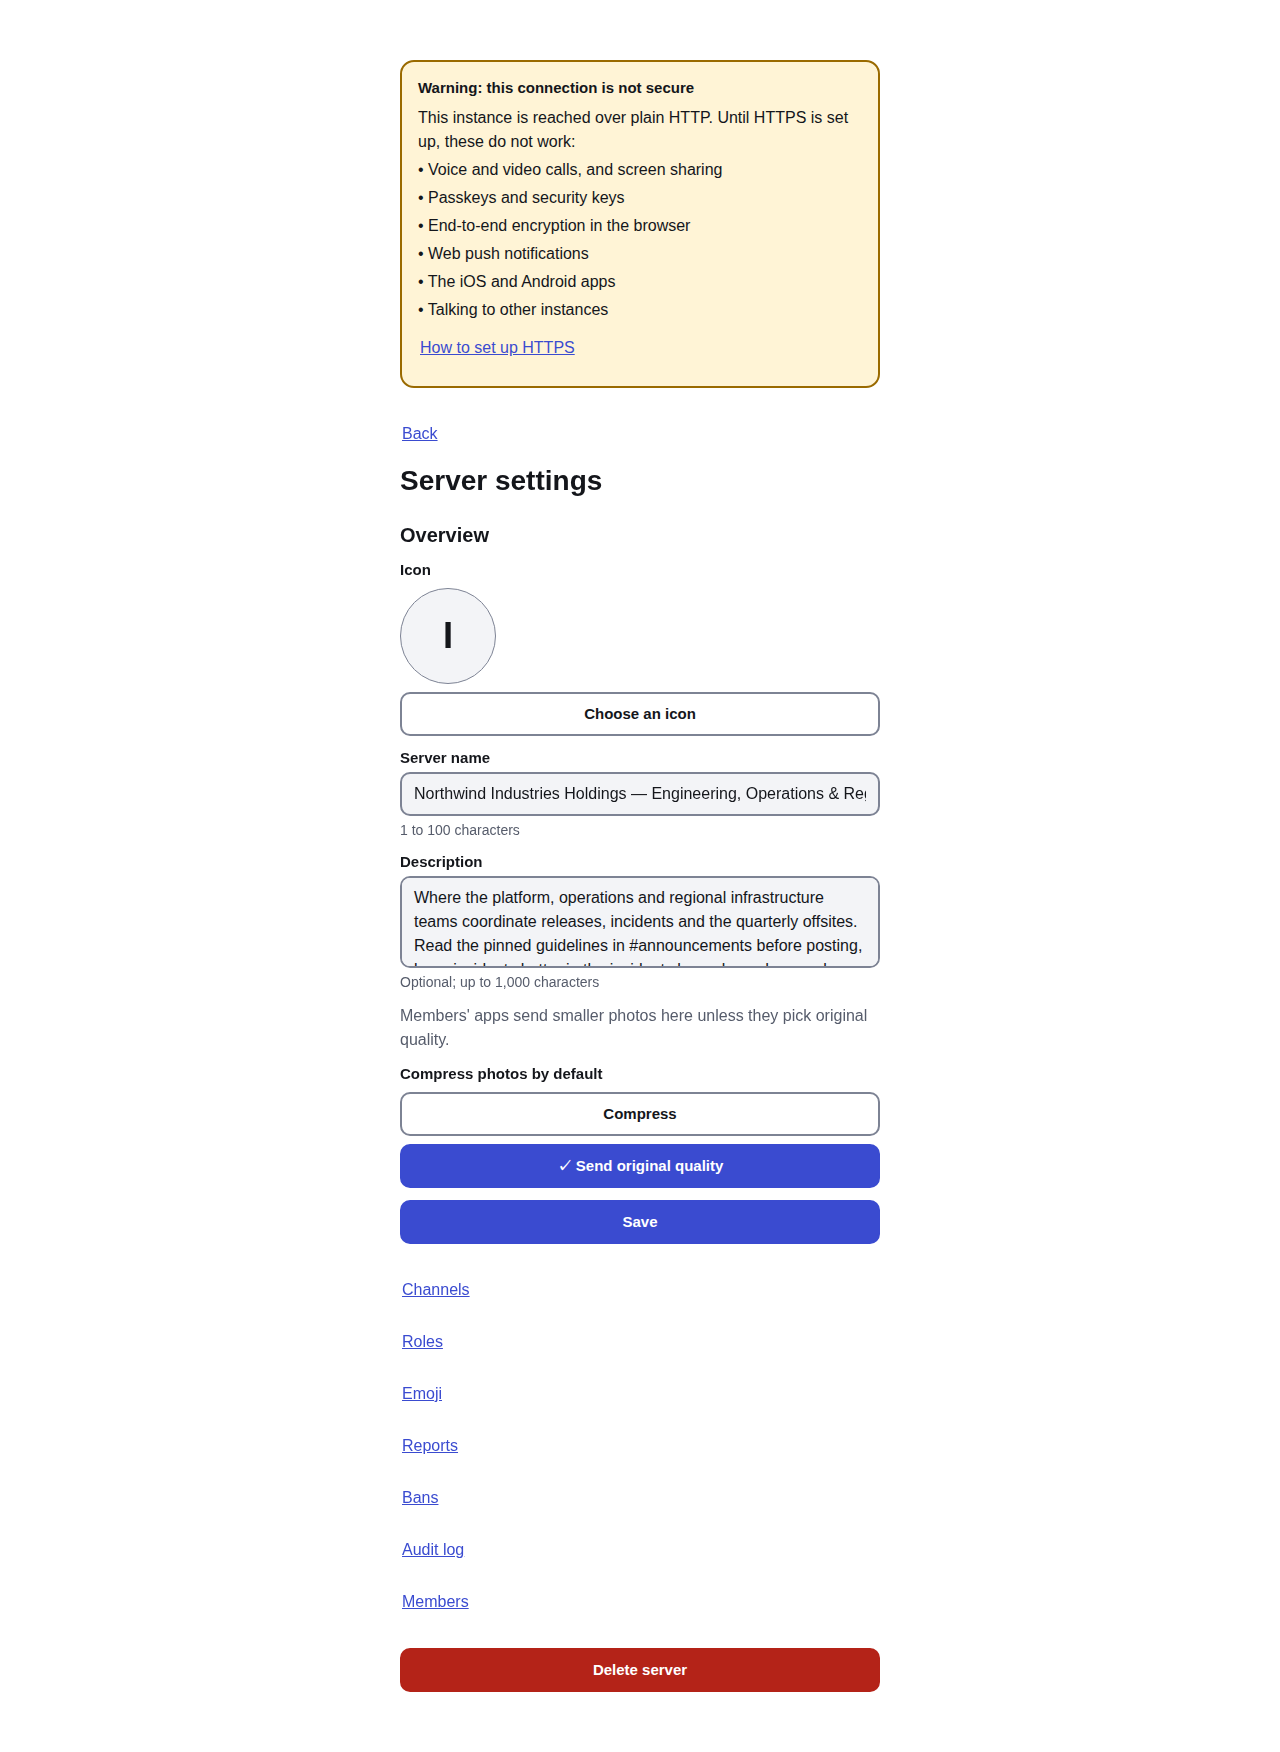 Warning: this connection is not secure
This instance is reached over plain HTTP. Until HTTPS is set
up, these do not work:
• Voice and video calls, and screen sharing
• Passkeys and security keys
• End-to-end encryption in the browser
• Web push notifications
• The iOS and Android apps
• Talking to other instances
How to set up HTTPS
Back
Server settings
Overview
Icon
I
Choose an icon
Server name
Northwind Industries Holdings — Engineering, Operations &
1 to 100 characters
Description
Where the platform, operations and regional infrastructure
teams coordinate releases, incidents and the quarterly offsites.
Read the pinned guidelines in #announcements before posting,
Optional; up to 1,000 characters
Members' apps send smaller photos here unless they pick original
quality.
Compress photos by default
Compress
✓ Send original quality
Save
Channels
Roles
Emoji
Reports
Bans
Audit log
Members
Delete server